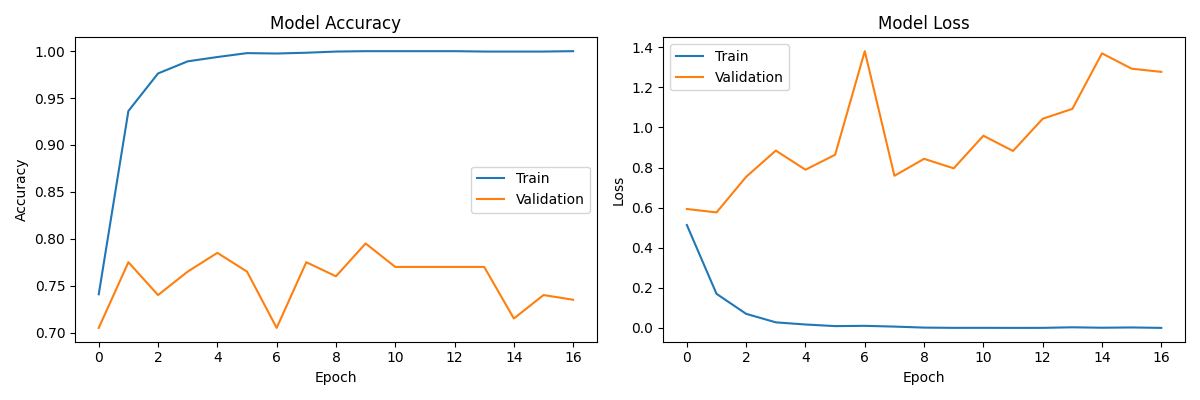 Model Accuracy
1.00
0.95
0.90
0.85
0.80
0.75
0.70
Accuracy
Train
Validation
0 2 4 6 8 10 12 14 16
Epoch
Model Loss
1.4
1.2
1.0
0.8
0.6
0.4
0.2
0.0
Loss
Train
Validation
0 2 4 6 8 10 12 14 16
Epoch